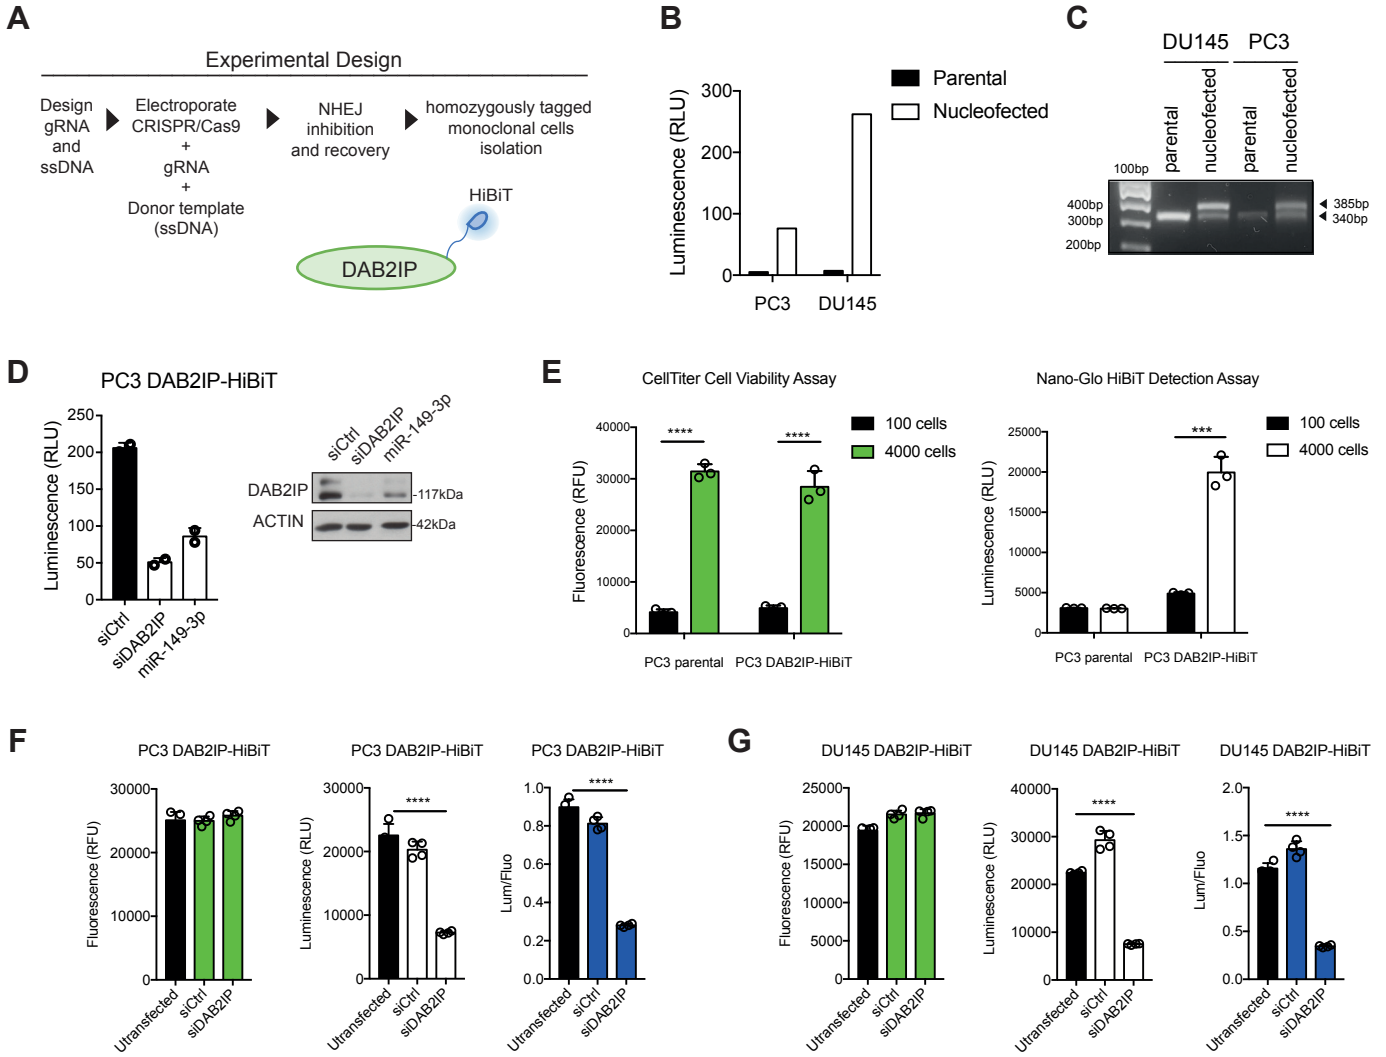 A
Experimental Design
Design
gRNA
and
ssDNA
Electroporate
CRISPR/Cas9
+
gRNA
+
Donor template
(ssDNA)
NHEJ
inhibition
and recovery
homozygously tagged
monoclonal cells
isolation
HiBiT
DAB2IP
B
Luminescence (RLU)
300
200
100
0
PC3
DU145
Parental
Nucleofected
C
DU145
PC3
parental
nucleofected
parental
nucleofected
100bp
400bp
300bp
200bp
385bp
340bp
D
PC3 DAB2IP-HiBiT
Luminescence (RLU)
250
200
150
100
50
0
siCtrl
siDAB2IP
miR-149-3p
siCtrl
siDAB2IP
miR-149-3p
DAB2IP
-117kDa
ACTIN
-42kDa
E
CellTiter Cell Viability Assay
Fluorescence (RFU)
40000
30000
20000
10000
0
****
****
PC3 parental
PC3 DAB2IP-HiBiT
100 cells
4000 cells
Nano-Glo HiBiT Detection Assay
Luminescence (RLU)
25000
20000
15000
10000
5000
0
***
PC3 parental
PC3 DAB2IP-HiBiT
100 cells
4000 cells
F
PC3 DAB2IP-HiBiT
Fluorescence (RFU)
30000
20000
10000
0
Utransfected
siCtrl
siDAB2IP
PC3 DAB2IP-HiBiT
Luminescence (RLU)
30000
20000
10000
0
****
Utransfected
siCtrl
siDAB2IP
PC3 DAB2IP-HiBiT
Lum/Fluo
1.0
0.8
0.6
0.4
0.2
0.0
****
Utransfected
siCtrl
siDAB2IP
G
DU145 DAB2IP-HiBiT
Fluorescence (RFU)
25000
20000
15000
10000
5000
0
Utransfected
siCtrl
siDAB2IP
DU145 DAB2IP-HiBiT
Luminescence (RLU)
40000
30000
20000
10000
0
****
Utransfected
siCtrl
siDAB2IP
DU145 DAB2IP-HiBiT
Lum/Fluo
2.0
1.5
1.0
0.5
0.0
****
Utransfected
siCtrl
siDAB2IP